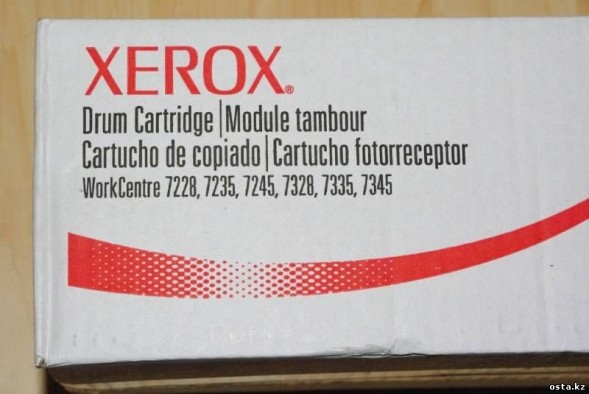 XEROX®
Drum Cartridge | Module tambour
Cartucho de copiado | Cartucho fotorreceptor
WorkCentre 7228, 7235, 7245, 7328, 7335, 7345
osta.kz